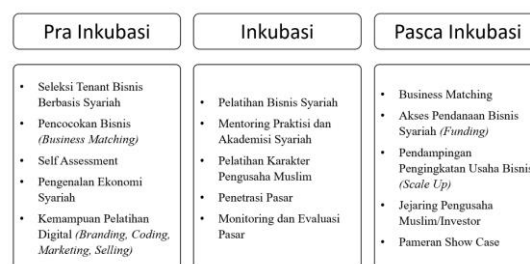 Pra Inkubasi
• Seleksi Tenant Bisnis
Berbasis Syariah
• Pencocokan Bisnis
(Business Matching)
• Self Assessment
• Pengenalan Ekonomi
Syariah
• Kemampuan Pelatihan
Digital (Branding, Coding,
Marketing, Selling)
Inkubasi
• Pelatihan Bisnis Syariah
• Mentoring Praktisi dan
Akademisi Syariah
• Pelatihan Karakter
Pengusaha Muslim
• Penetrasi Pasar
• Monitoring dan Evaluasi
Pasar
Pasca Inkubasi
• Business Matching
• Akses Pendanaan Bisnis
Syariah (Funding)
• Pendampingan
Pengingkatan Usaha Bisnis
(Scale Up)
• Jejaring Pengusaha
Muslim/Investor
• Pameran Show Case